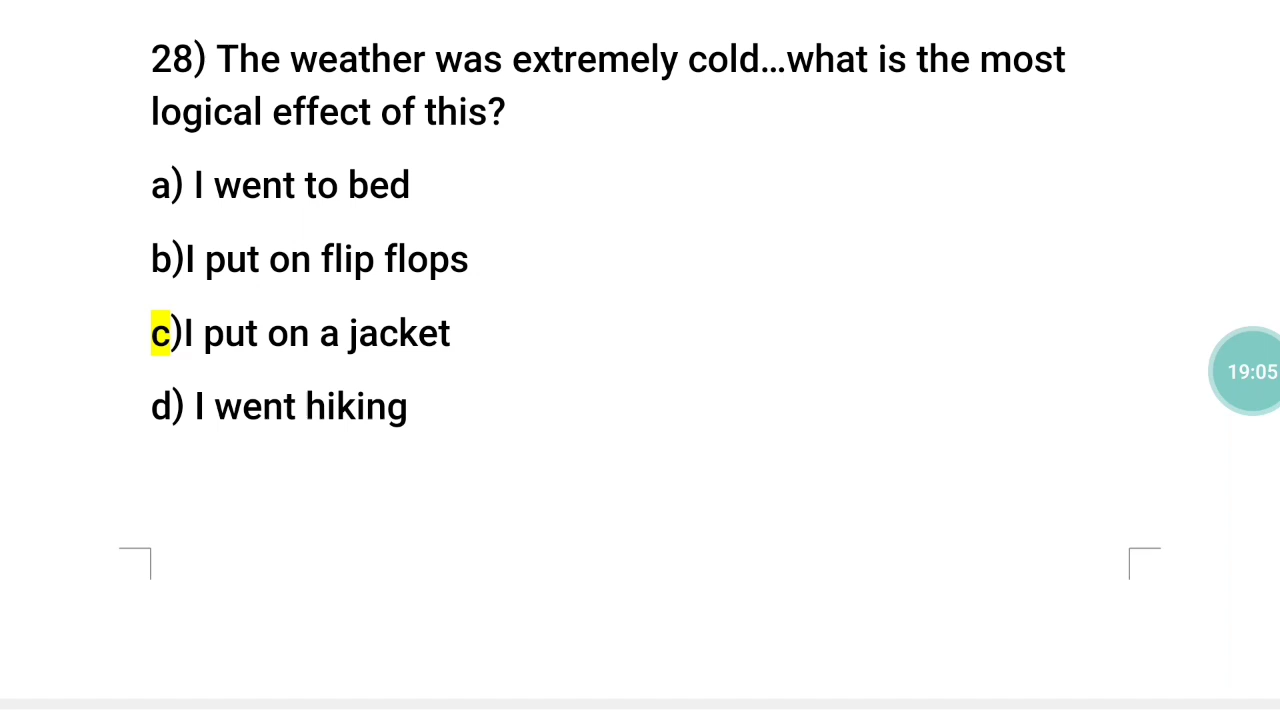 28) The weather was extremely cold...what is the most
logical effect of this?
a) I went to bed
b)I put on flip flops
c)I put on a jacket
19:05
d) I went hiking